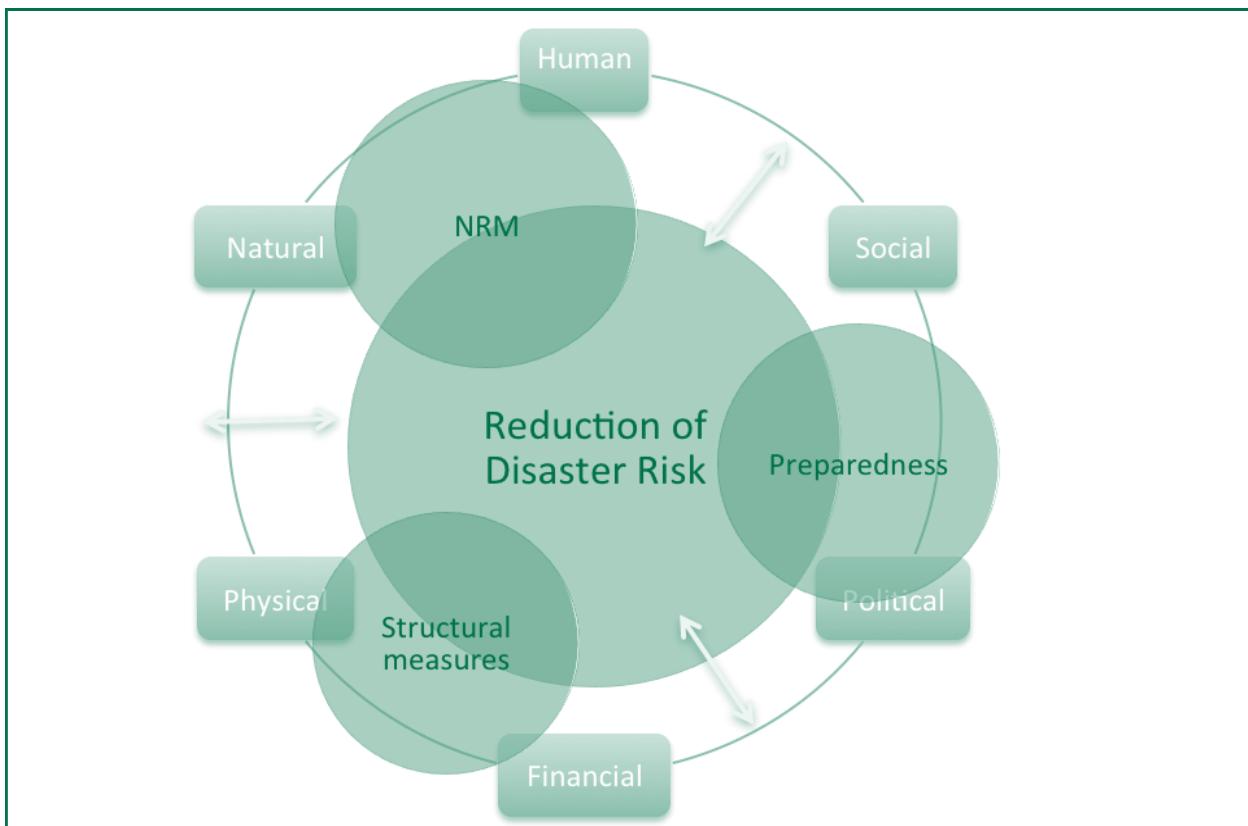 Human
NRM
Natural
Social
Reduction of
Disaster Risk
Preparedness
Physical
Political
Structural
measures
Financial